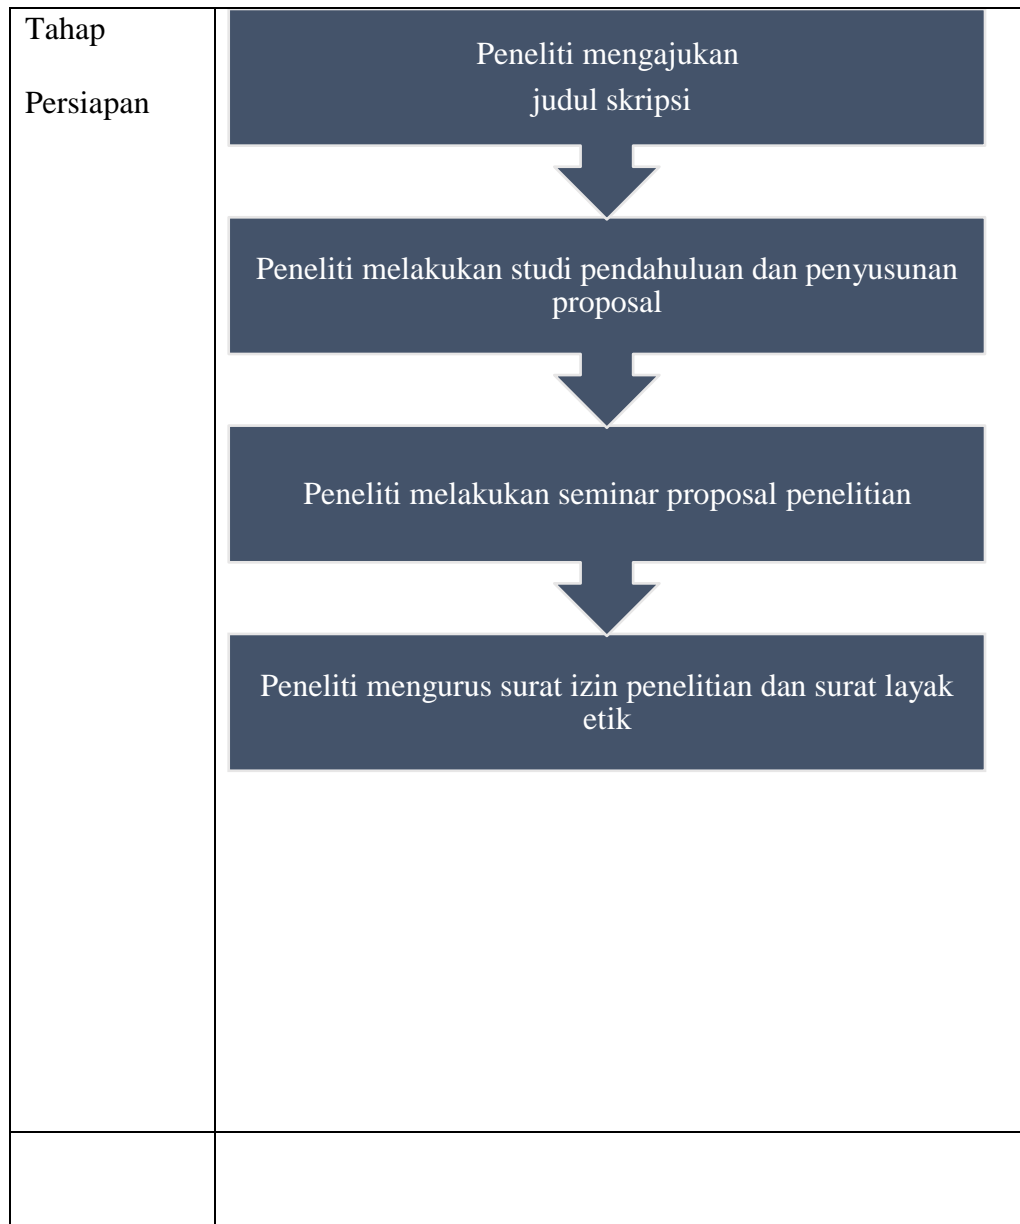 Tahap
Persiapan
Peneliti mengajukan
judul skripsi
Peneliti melakukan studi pendahuluan dan penyusunan
proposal
Peneliti melakukan seminar proposal penelitian
Peneliti mengurus surat izin penelitian dan surat layak
etik